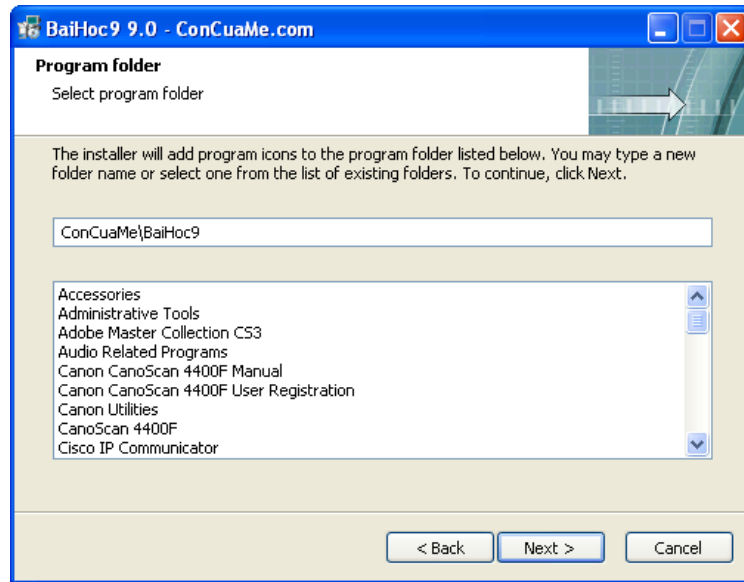 BaiHoc9 9.0 - ConCuaMe.com
Program folder
Select program folder
The installer will add program icons to the program folder listed below. You may type a new
folder name or select one from the list of existing folders. To continue, click Next.
ConCuaMe\BaiHoc9
Accessories
Administrative Tools
Adobe Master Collection CS3
Audio Related Programs
Canon CanoScan 4400F Manual
Canon CanoScan 4400F User Registration
Canon Utilities
CanoScan 4400F
Cisco IP Communicator
< Back Next > Cancel